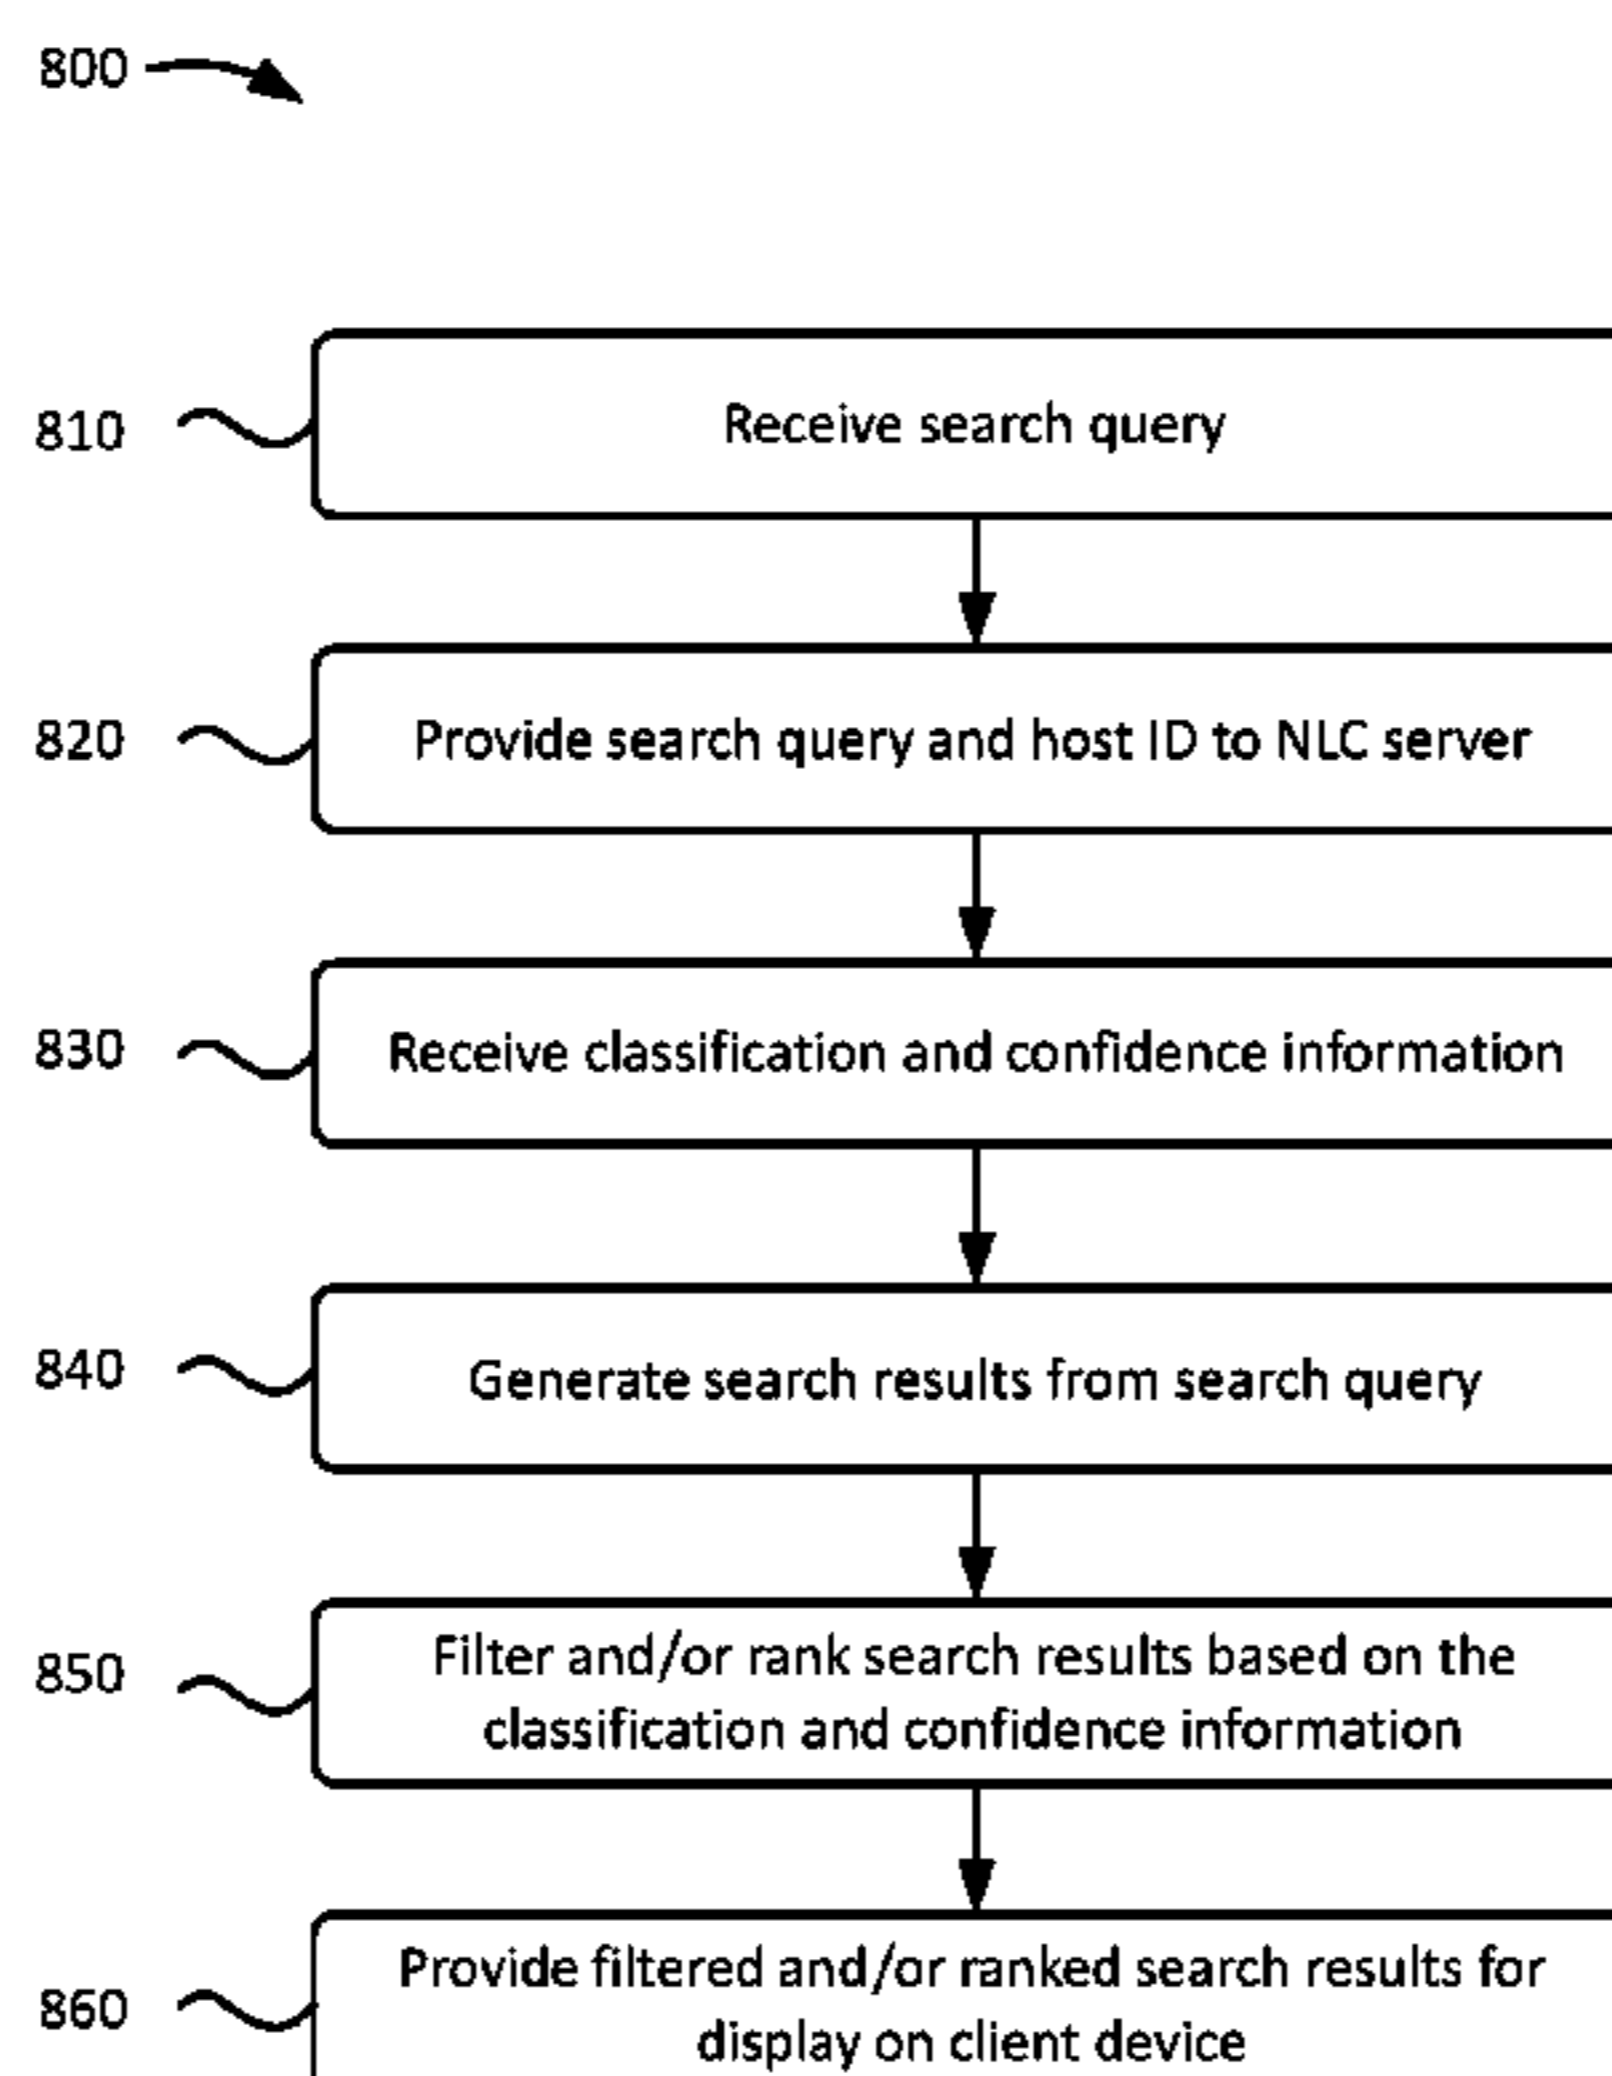 800
810
Receive search query
820
Provide search query and host ID to NLC server
830
Receive classification and confidence information
840
Generate search results from search query
850
Filter and/or rank search results based on the
classification and confidence information
860
Provide filtered and/or ranked search results for
display on client device